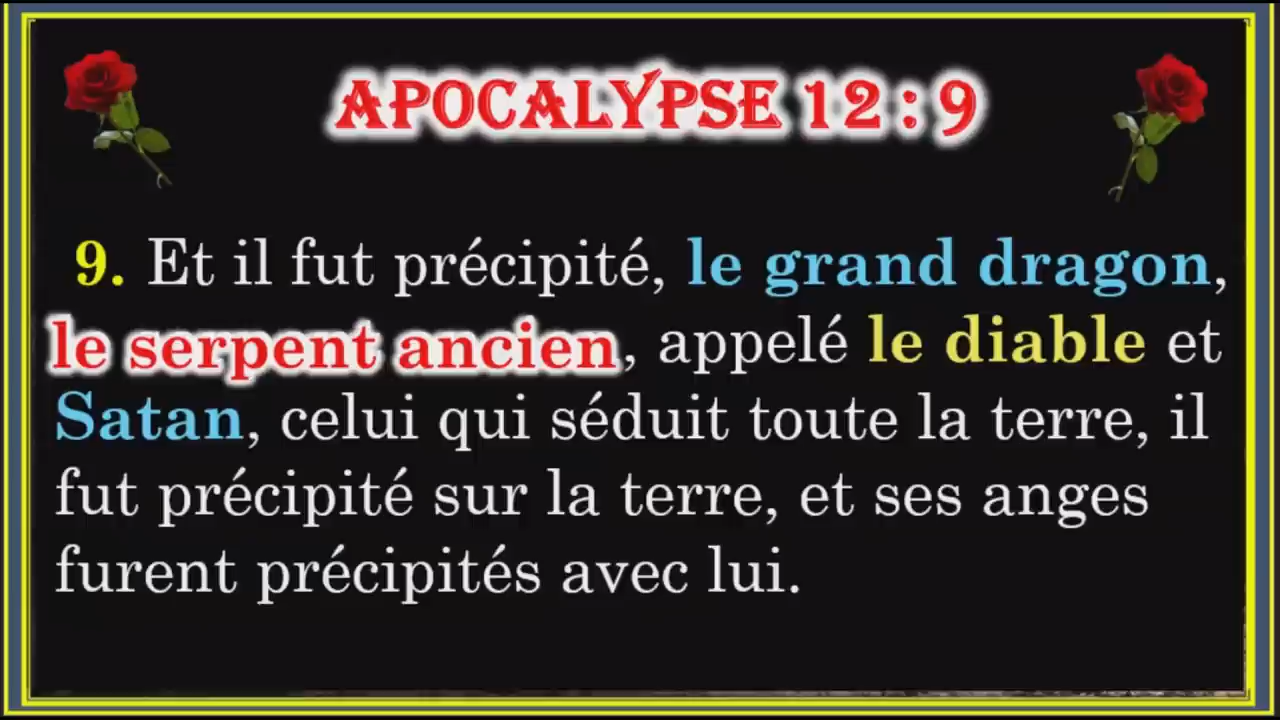 APOCALYPSE 12 : 9
9. Et il fut précipité, le grand dragon,
le serpent ancien, appelé le diable et
Satan, celui qui séduit toute la terre, il
fut précipité sur la terre, et ses anges
furent précipités avec lui.